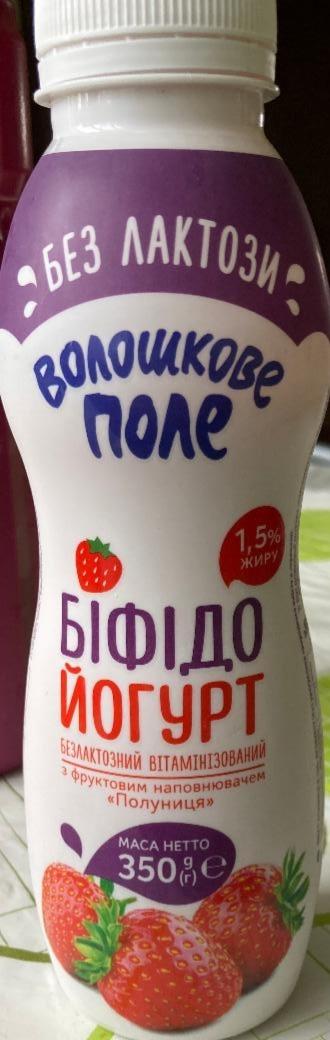 БЕЗ ЛАКТОЗИ
ВОЛОШКОВЕ
ПОЛЕ
1,5%
ЖИРУ
БІФІДО
ЙОГУРТ
БЕЗЛАКТОЗНИЙ ВІТАМІНІЗОВАНИЙ
з фруктовим наповнювачем
«Полуниця»
МАСА НЕТТО
350 g (г) ℮